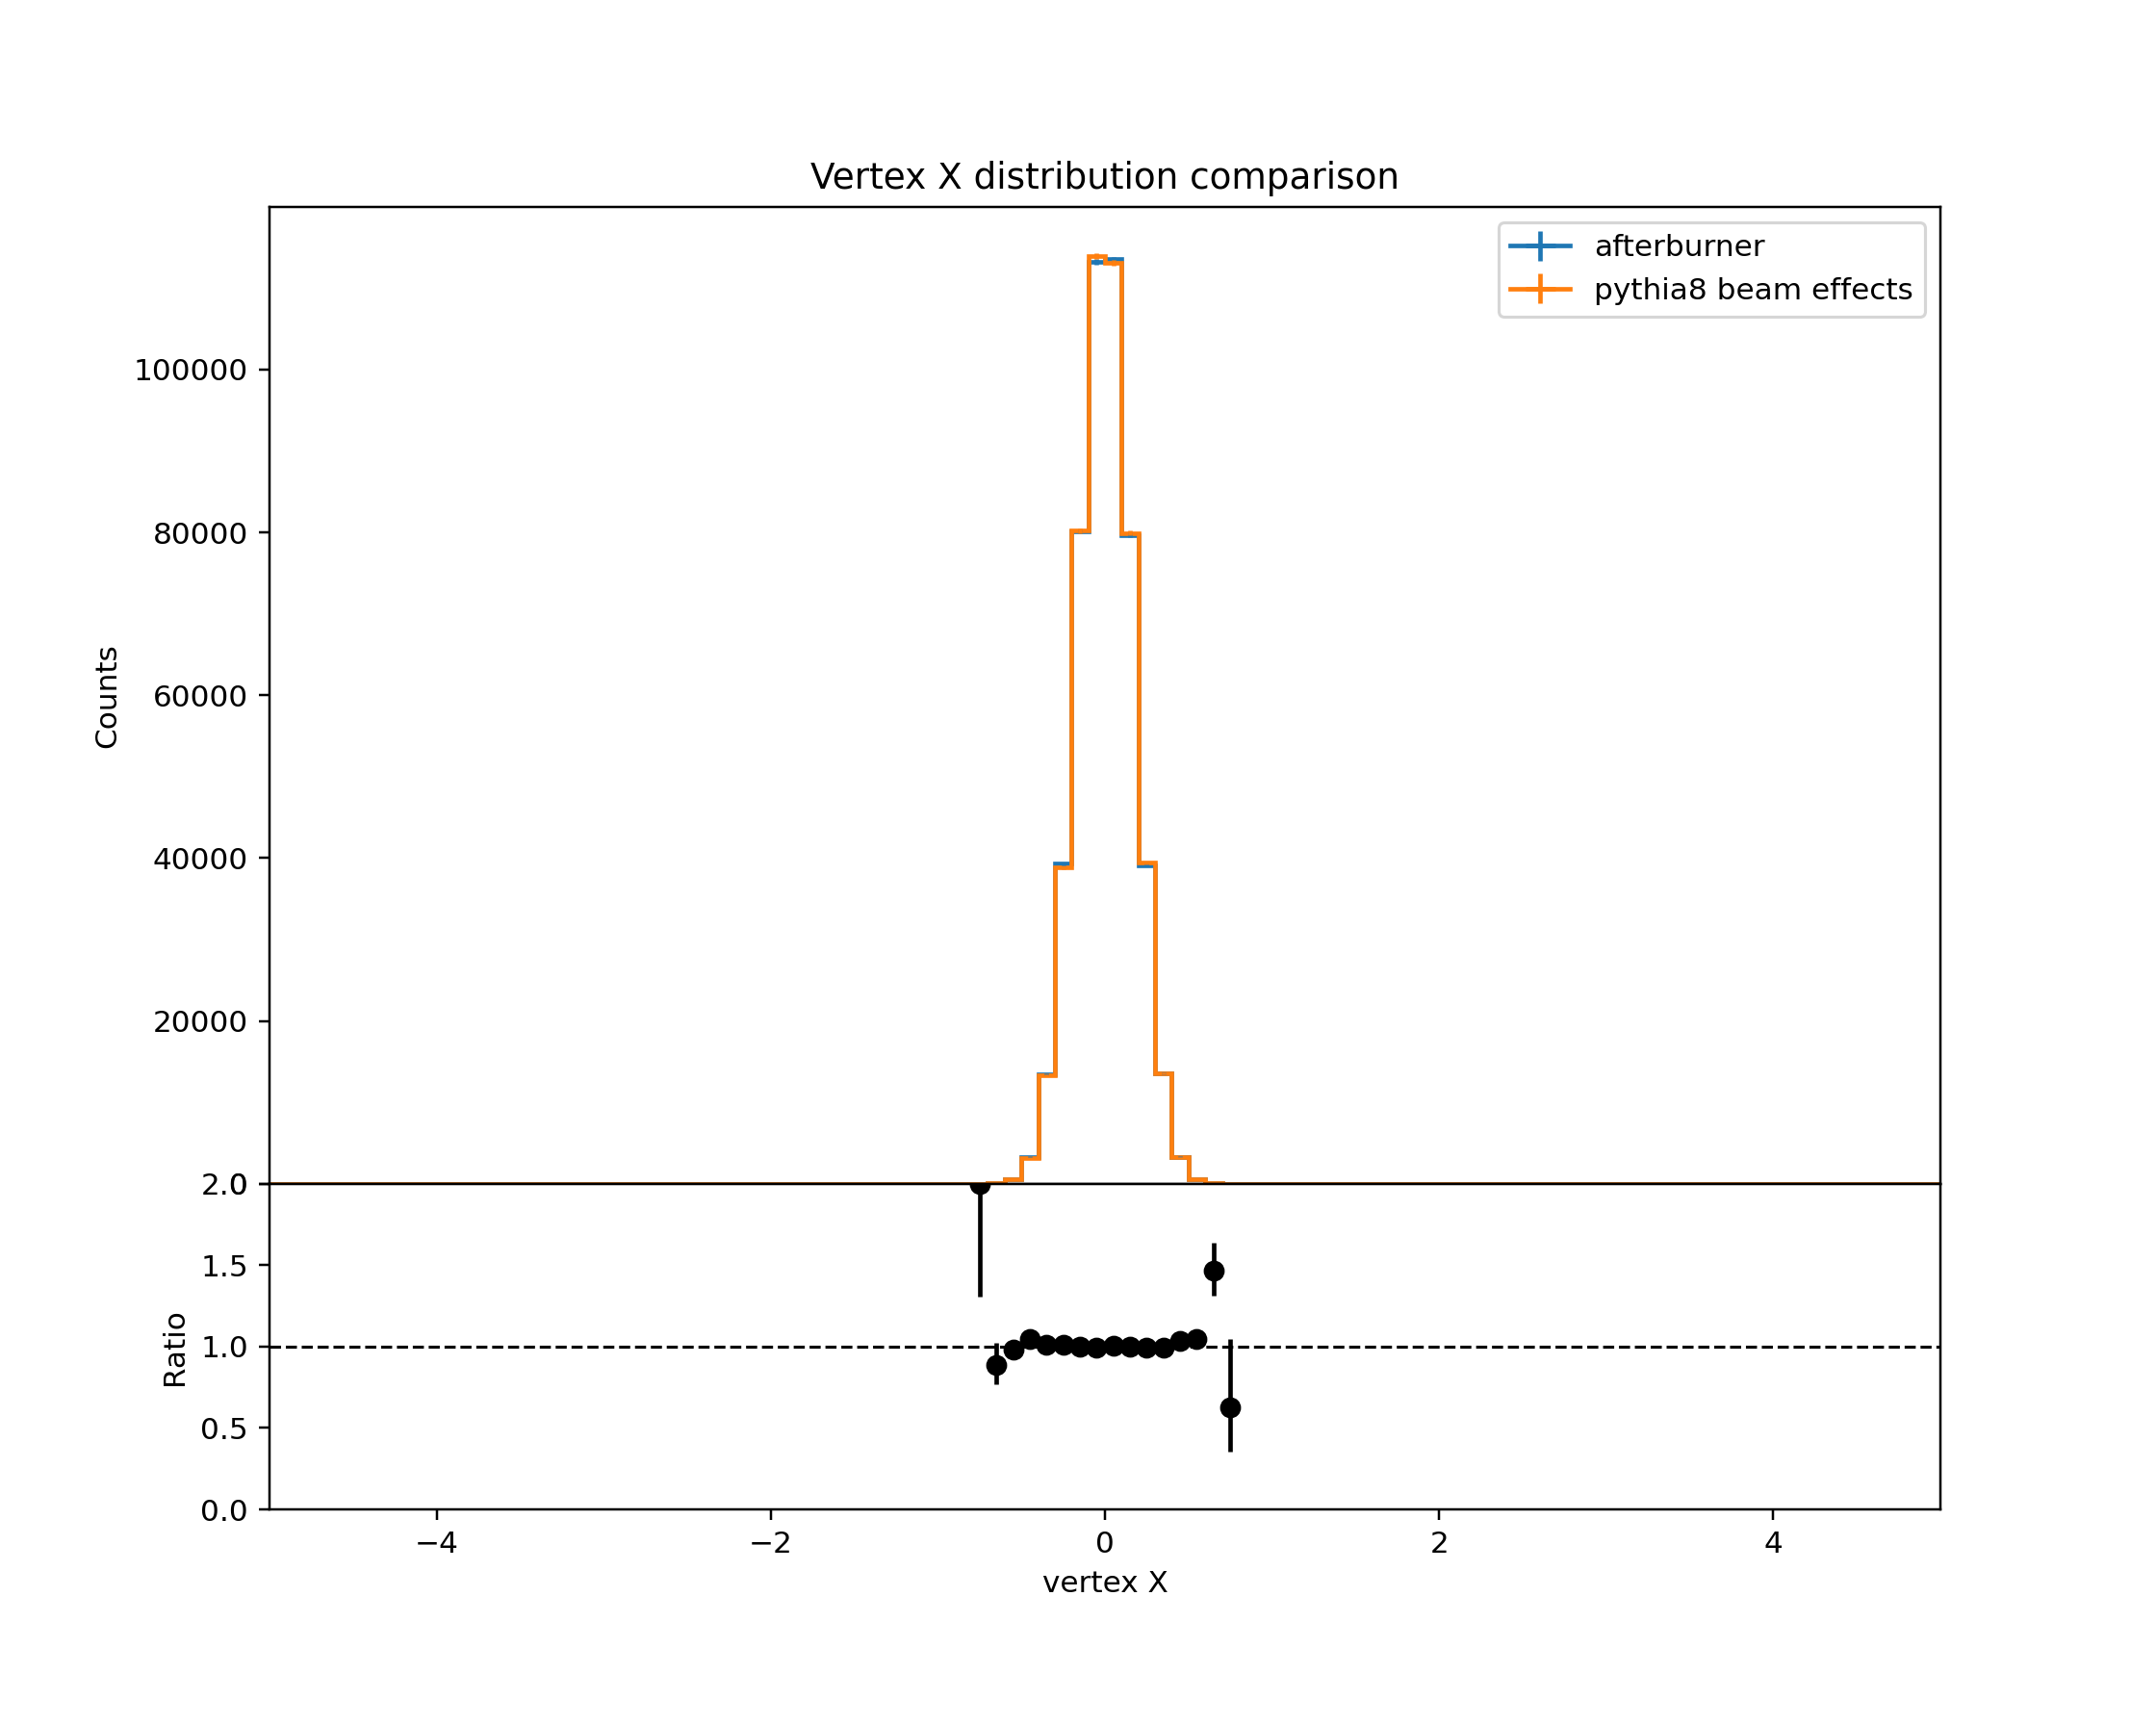 Vertex X distribution comparison
afterburner
pythia8 beam effects
100000
80000
60000
40000
20000
Counts
2.0
1.5
1.0
0.5
0.0
Ratio
−4
−2
0
2
4
vertex X